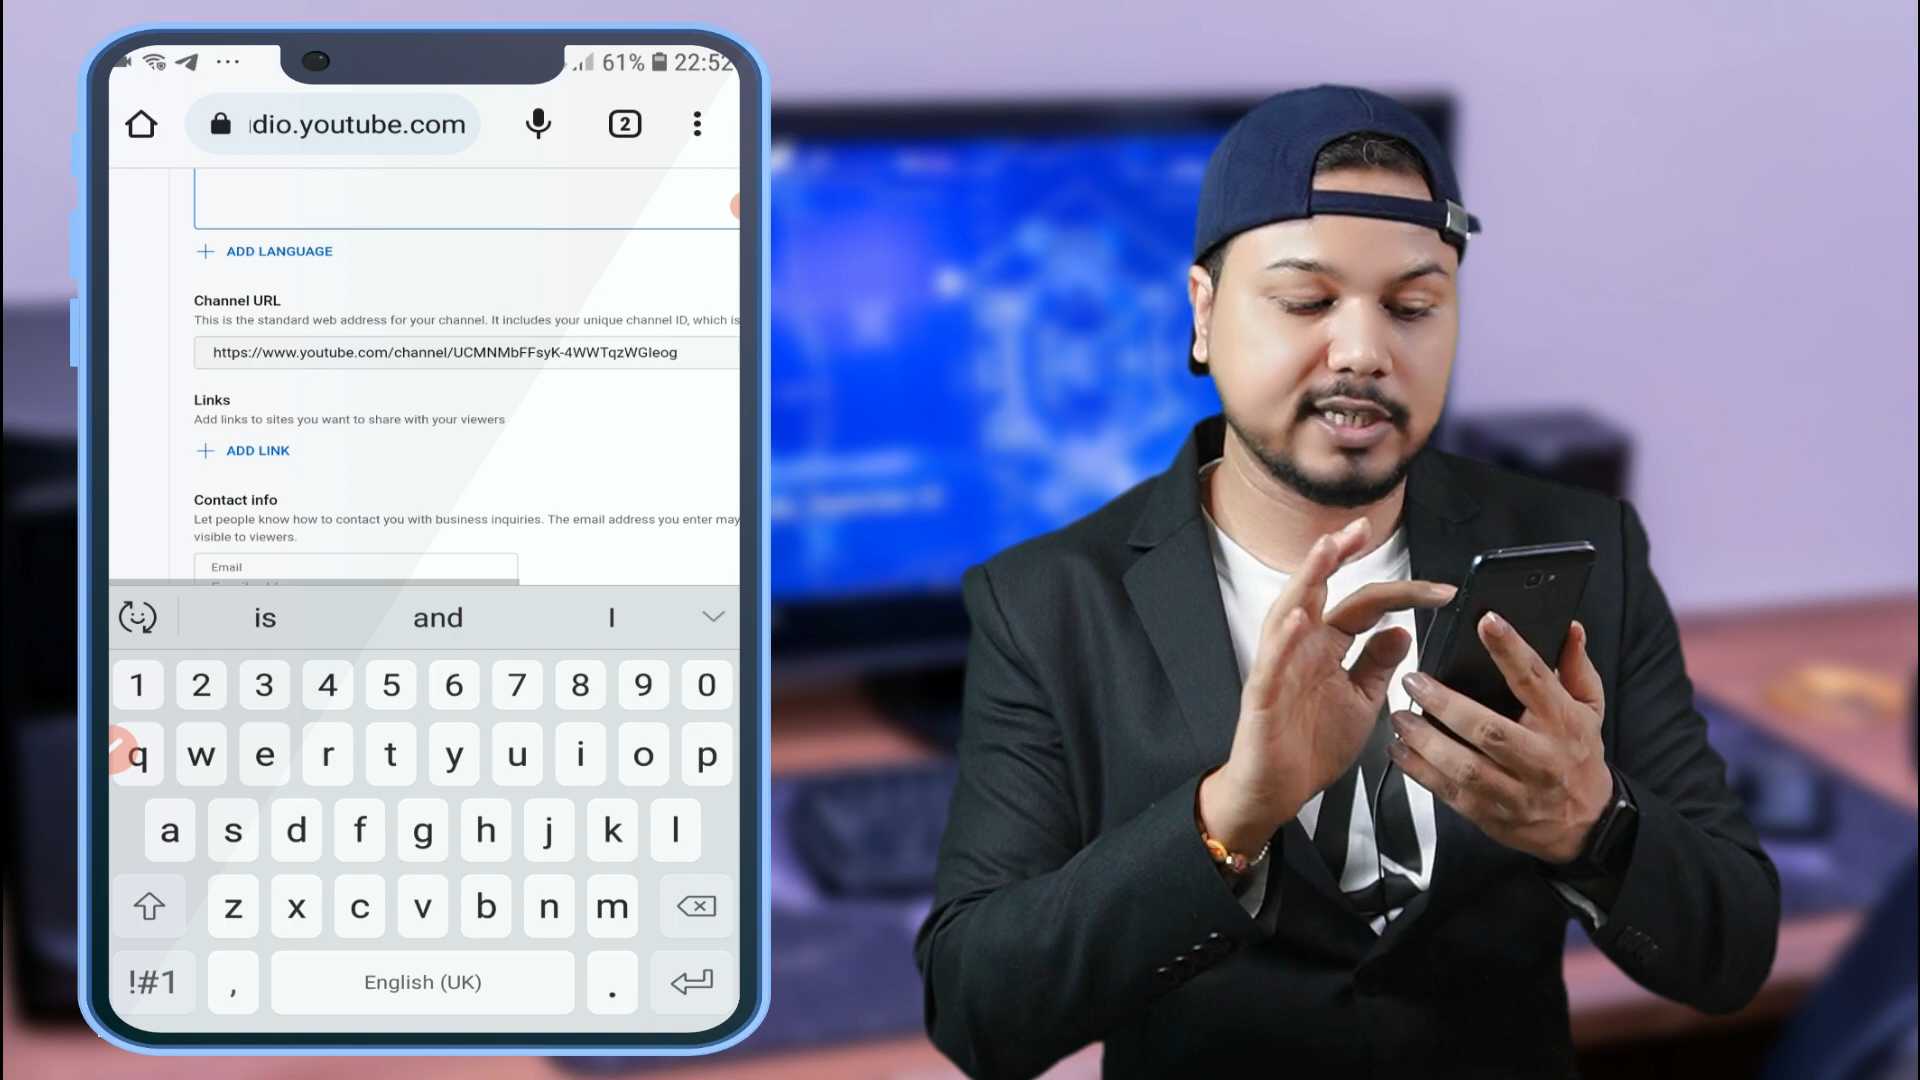 61% 22:52
dio.youtube.com 2
ADD LANGUAGE
Channel URL
This is the standard web address for your channel. It includes your unique channel ID, which is
https://www.youtube.com/channel/UCMNMbFFsyK-4WWTqzWGIeog
Links
Add links to sites you want to share with your viewers
ADD LINK
Contact info
Let people know how to contact you with business inquiries. The email address you enter may
visible to viewers.
Email
is and I
1 2 3 4 5 6 7 8 9 0
q w e r t y u i o p
a s d f g h j k l
z x c v b n m
!#1 , English (UK) .